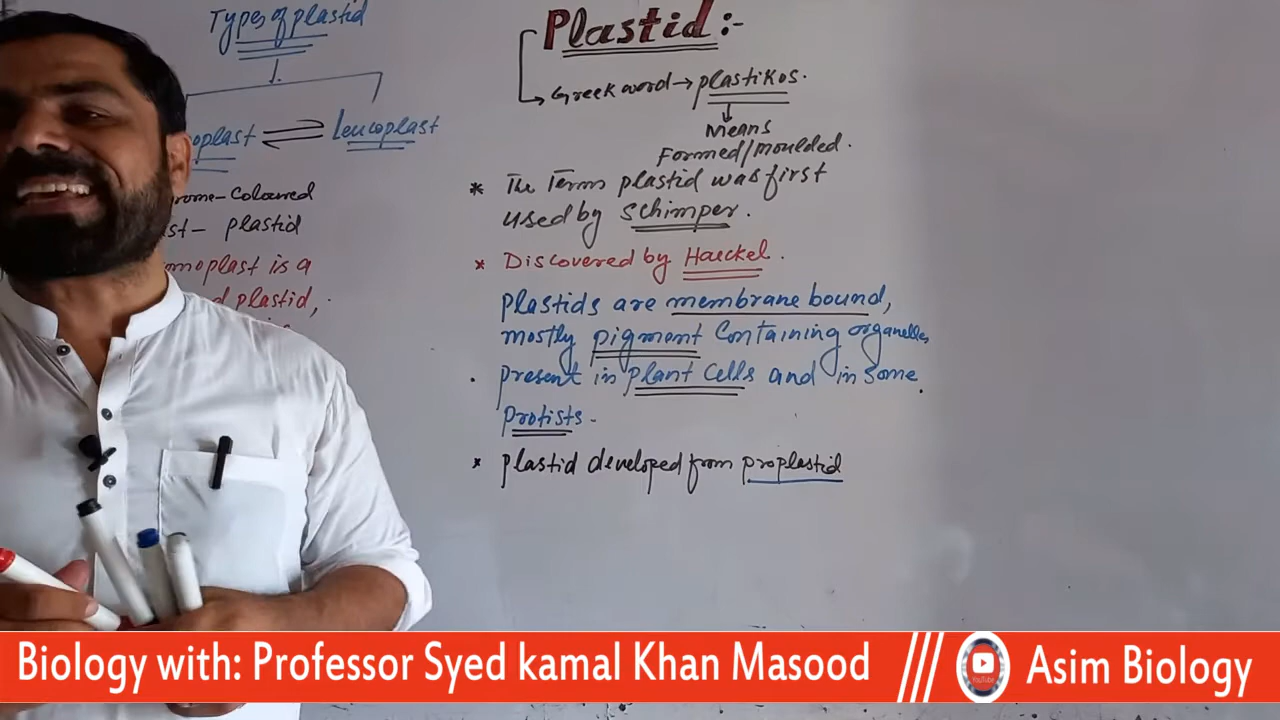 Types of plastid
oplast ⇌ Leucoplast
rome-Coloured
st- plastid
moplast is a
d plastid,
Plastid:-
Greek word → plastikos.
Means
Formed/moulded.
* The Terms plastid was first
used by Schimper.
* Discovered by Haeckel.
plastids are membrane bound,
mostly pigment Containing organelles
present in plant Cells and in some
Protists-
* plastid developed from proplastid
Biology with: Professor Syed kamal Khan Masood
YouTube
Asim Biology